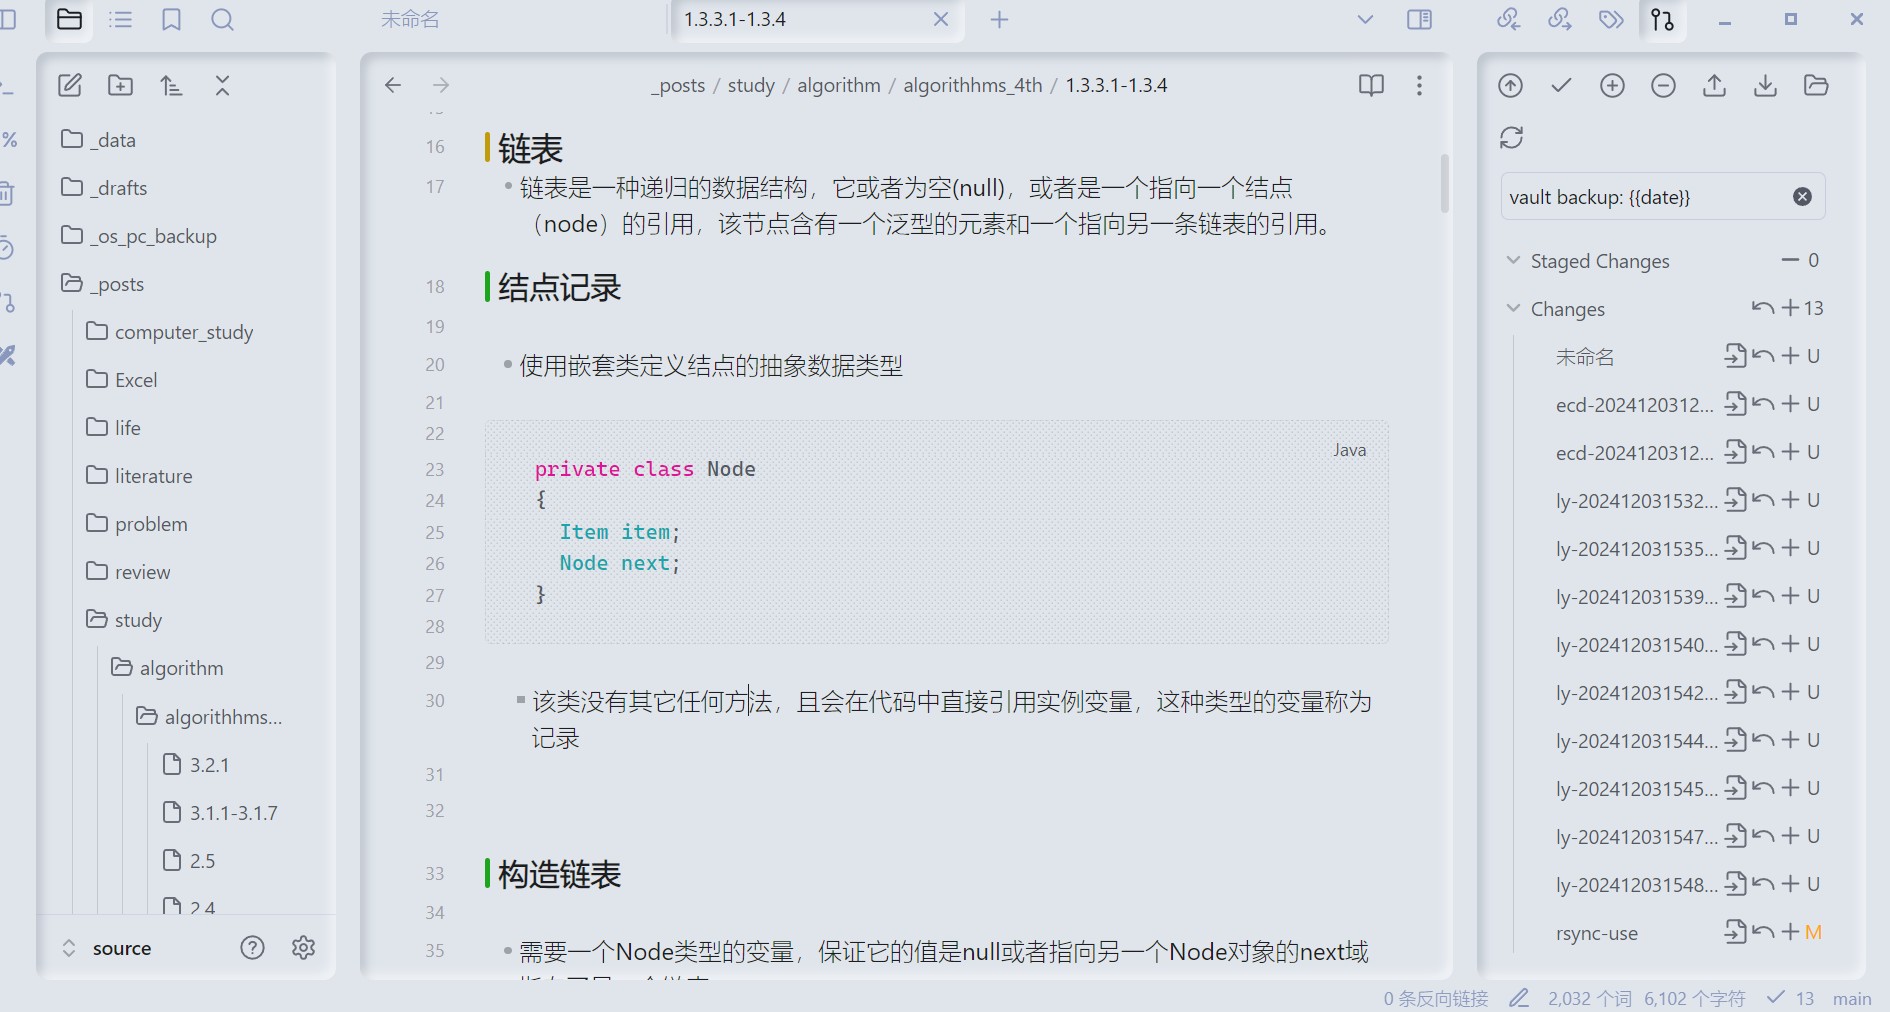 未命名
1.3.3.1-1.3.4
_posts / study / algorithm / algorithhms_4th / 1.3.3.1-1.3.4
_data
_drafts
_os_pc_backup
_posts
computer_study
Excel
life
literature
problem
review
study
algorithm
algorithhms...
3.2.1
3.1.1-3.1.7
2.5
2.4
source
16 链表
17 链表是一种递归的数据结构，它或者为空(null)，或者是一个指向一个结点
（node）的引用，该节点含有一个泛型的元素和一个指向另一条链表的引用。
18 结点记录
19
20 使用嵌套类定义结点的抽象数据类型
21
22
Java
23 private class Node
24 {
25 Item item;
26 Node next;
27 }
28
29
30 该类没有其它任何方法，且会在代码中直接引用实例变量，这种类型的变量称为
记录
31
32
33 构造链表
34
35 需要一个Node类型的变量，保证它的值是null或者指向另一个Node对象的next域
vault backup: {{date}}
Staged Changes 0
Changes 13
未命名 U
ecd-2024120312... U
ecd-2024120312... U
ly-202412031532... U
ly-202412031535... U
ly-202412031539... U
ly-202412031540... U
ly-202412031542... U
ly-202412031544... U
ly-202412031545... U
ly-202412031547... U
ly-202412031548... U
rsync-use M
0 条反向链接 2,032 个词 6,102 个字符 13 main